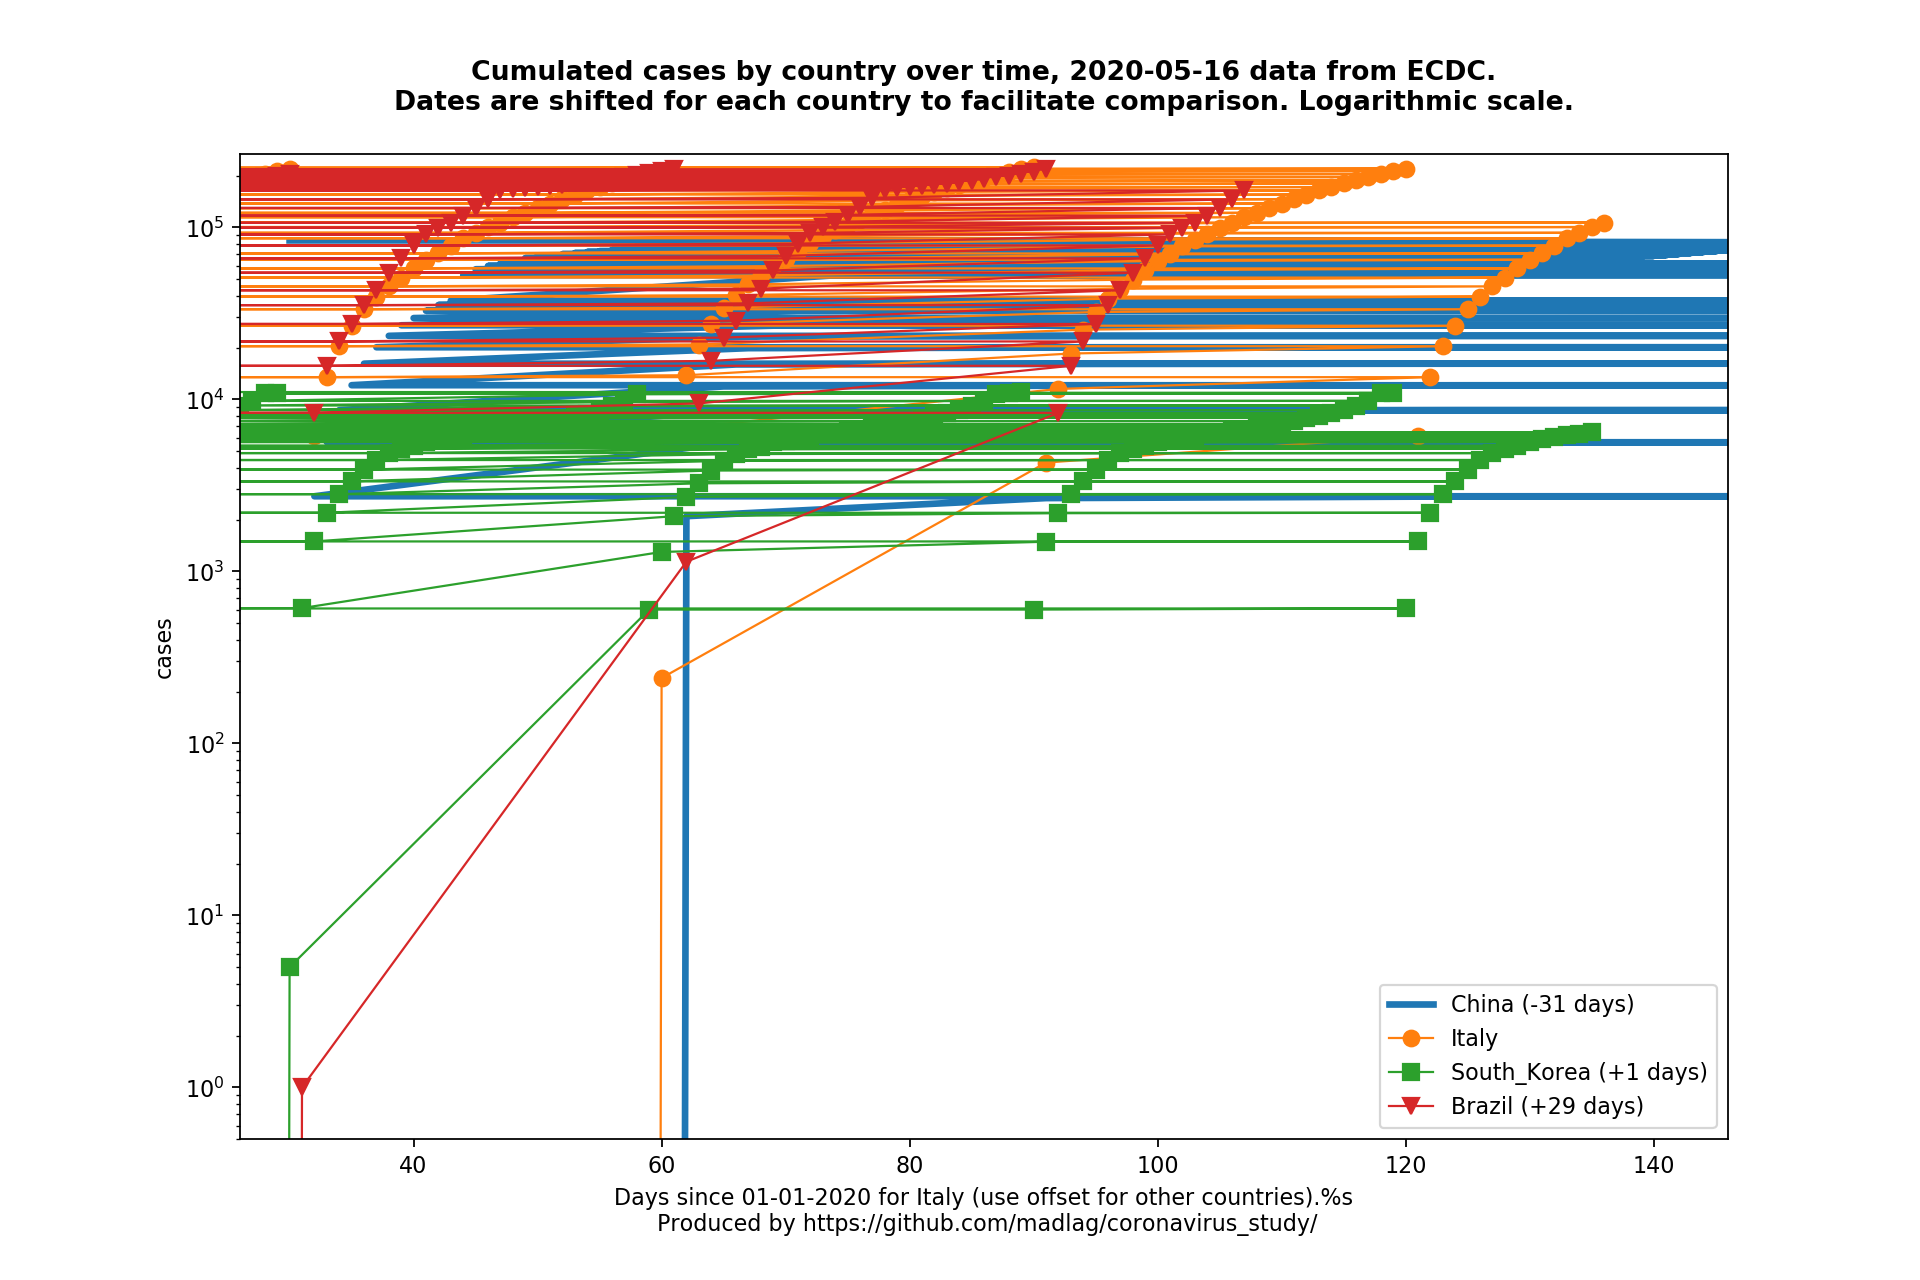 Cumulated cases by country over time, 2020-05-16 data from ECDC.
Dates are shifted for each country to facilitate comparison. Logarithmic scale.
cases
10^5
10^4
10^3
10^2
10^1
10^0
40 60 80 100 120 140
China (-31 days)
Italy
South_Korea (+1 days)
Brazil (+29 days)
Days since 01-01-2020 for Italy (use offset for other countries).%s
Produced by https://github.com/madlag/coronavirus_study/